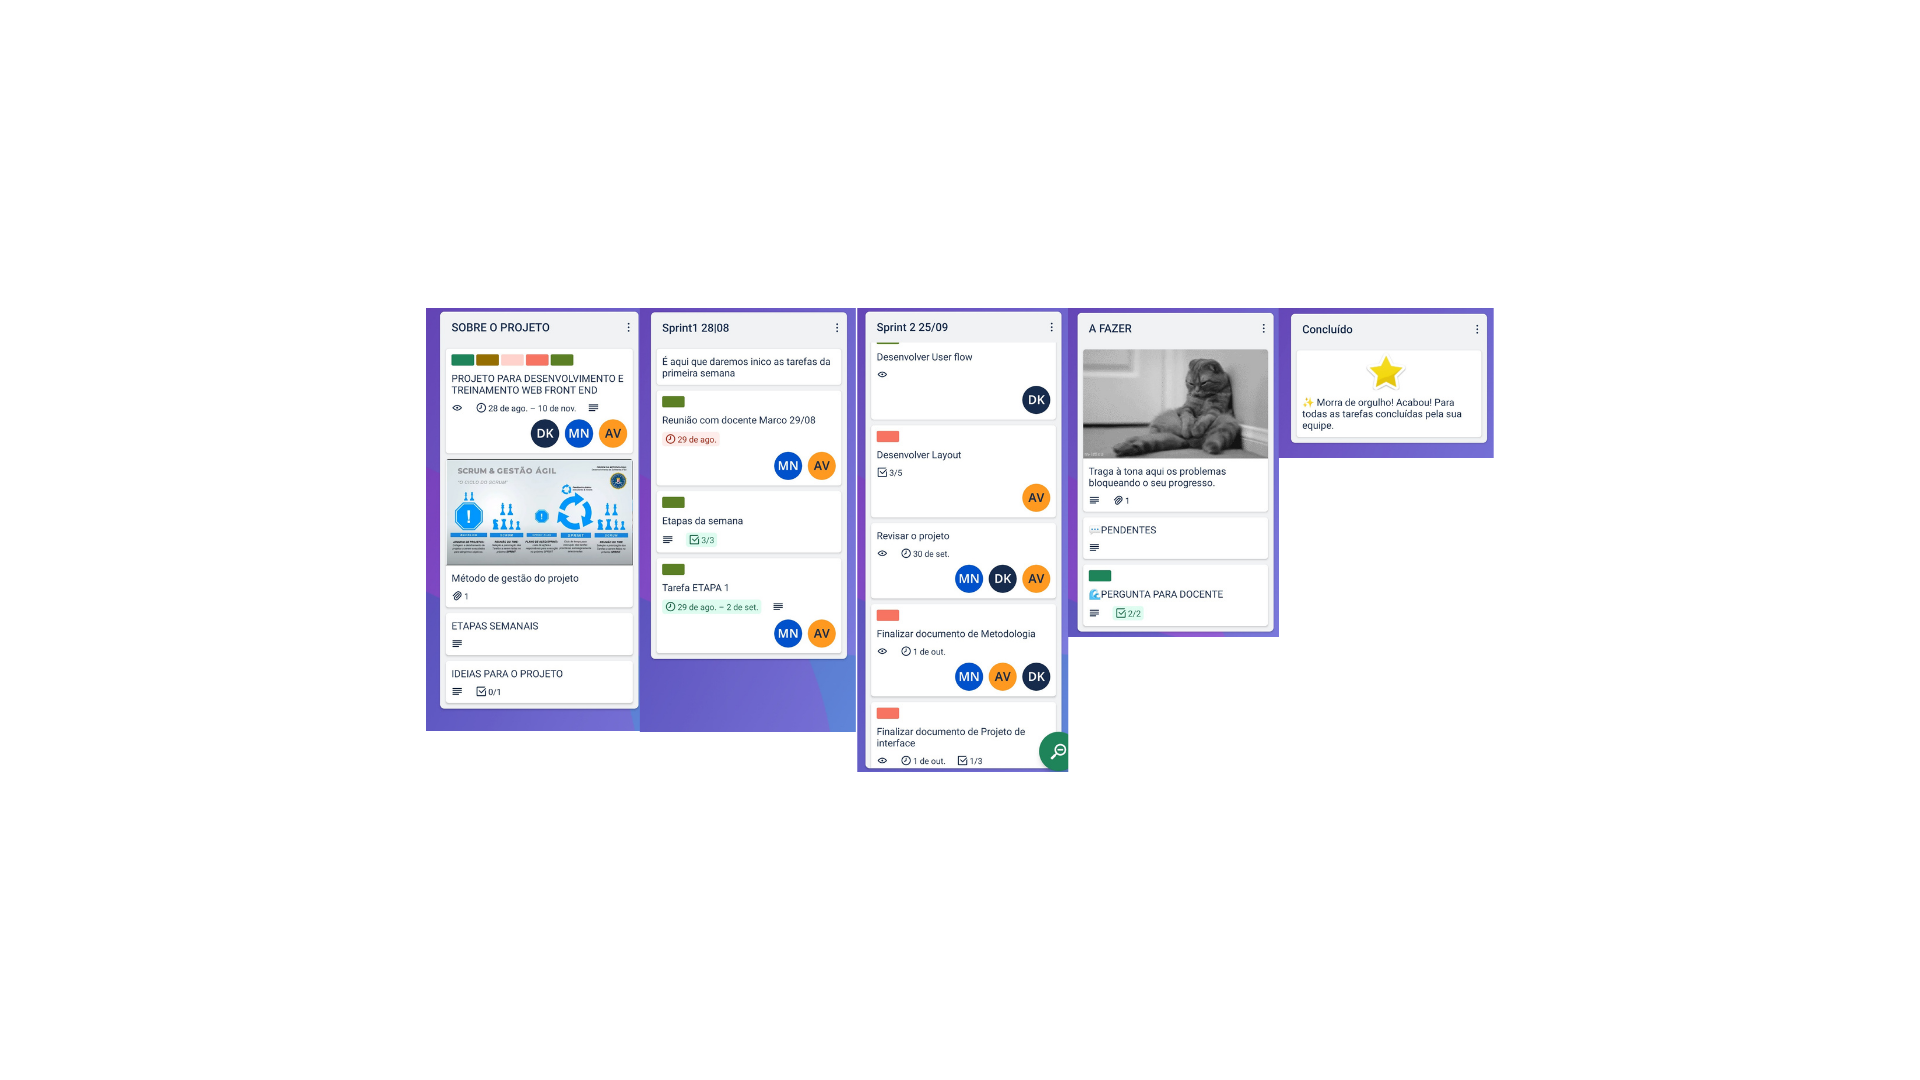 SOBRE O PROJETO
PROJETO PARA DESENVOLVIMENTO E
TREINAMENTO WEB FRONT END
28 de ago. – 10 de nov.
DK MN AV
SCRUM & GESTÃO ÁGIL
"O CICLO DO SCRUM"
SPRINT
Método de gestão do projeto
1
ETAPAS SEMANAIS
IDEIAS PARA O PROJETO
0/1
Sprint1 28|08
É aqui que daremos inico as tarefas da
primeira semana
Reunião com docente Marco 29/08
29 de ago.
MN AV
Etapas da semana
3/3
Tarefa ETAPA 1
29 de ago. – 2 de set.
MN AV
Sprint 2 25/09
Desenvolver User flow
DK
Desenvolver Layout
3/5
AV
Revisar o projeto
30 de set.
MN DK AV
Finalizar documento de Metodologia
1 de out.
MN AV DK
Finalizar documento de Projeto de
interface
1 de out. 1/3
A FAZER
Traga à tona aqui os problemas
bloqueando o seu progresso.
1
PENDENTES
🌊PERGUNTA PARA DOCENTE
2/2
Concluído
✨ Morra de orgulho! Acabou! Para
todas as tarefas concluídas pela sua
equipe.